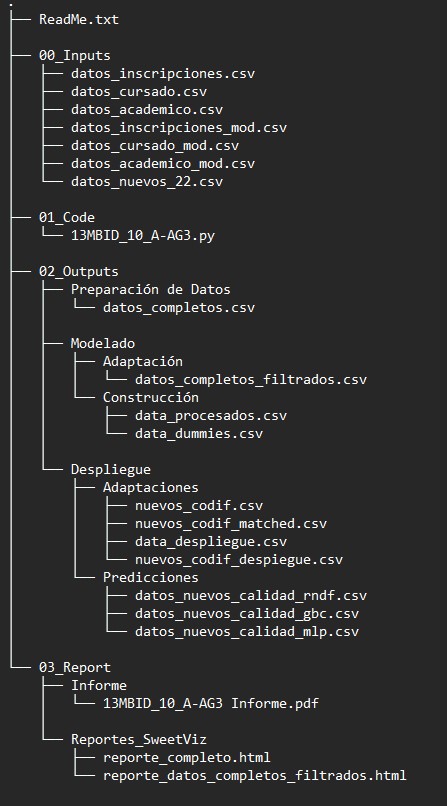 .
├── ReadMe.txt
├── 00_Inputs
│   ├── datos_inscripciones.csv
│   ├── datos_cursado.csv
│   ├── datos_academico.csv
│   ├── datos_inscripciones_mod.csv
│   ├── datos_cursado_mod.csv
│   ├── datos_academico_mod.csv
│   └── datos_nuevos_22.csv
├── 01_Code
│   └── 13MBID_10_A-AG3.py
├── 02_Outputs
│   ├── Preparación de Datos
│   │   └── datos_completos.csv
│   ├── Modelado
│   │   ├── Adaptación
│   │   │   └── datos_completos_filtrados.csv
│   │   └── Construcción
│   │       ├── data_procesados.csv
│   │       └── data_dummies.csv
│   └── Despliegue
│       ├── Adaptaciones
│       │   ├── nuevos_codif.csv
│       │   ├── nuevos_codif_matched.csv
│       │   ├── data_despliegue.csv
│       │   └── nuevos_codif_despiegue.csv
│       └── Predicciones
│           ├── datos_nuevos_calidad_rndf.csv
│           ├── datos_nuevos_calidad_gbc.csv
│           └── datos_nuevos_calidad_mlp.csv
└── 03_Report
    ├── Informe
    │   └── 13MBID_10_A-AG3 Informe.pdf
    └── Reportes_SweetViz
        ├── reporte_completo.html
        └── reporte_datos_completos_filtrados.html